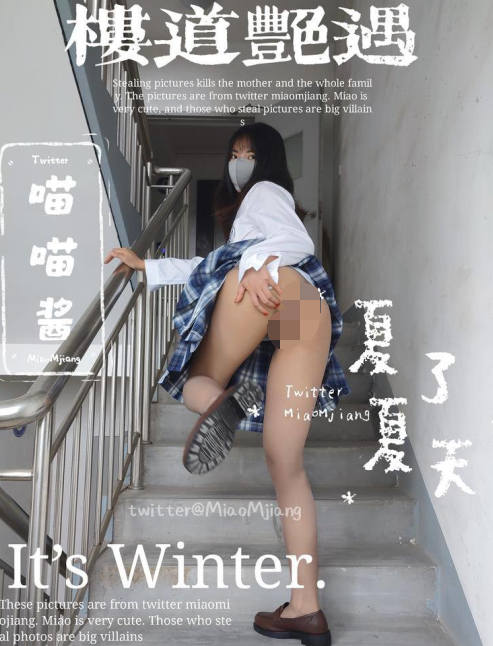 樓道艷遇
Stealing pictures kills the mother and the whole famil
y. The pictures are from twitter miaomjiang. Miao is
very cute, and those who steal pictures are big villain
s
Twitter
喵
喵
酱
MiaoMjiang
夏了
夏天
Twitter
MiaoMjiang
twitter@MiaoMjiang
It's Winter.
These pictures are from twitter miaomi
ojiang. Miao is very cute. Those who ste
al photos are big villains